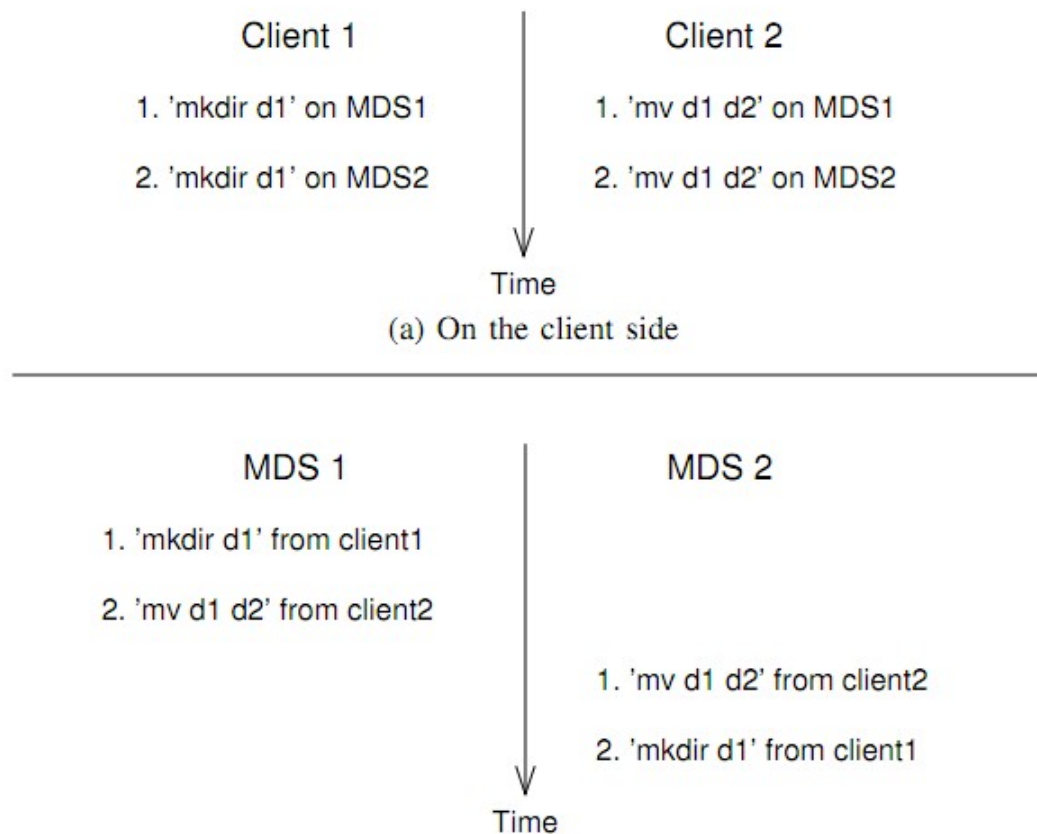 Client 1
Client 2
1. 'mkdir d1' on MDS1
1. 'mv d1 d2' on MDS1
2. 'mkdir d1' on MDS2
2. 'mv d1 d2' on MDS2
Time
(a) On the client side
MDS 1
MDS 2
1. 'mkdir d1' from client1
2. 'mv d1 d2' from client2
1. 'mv d1 d2' from client2
2. 'mkdir d1' from client1
Time